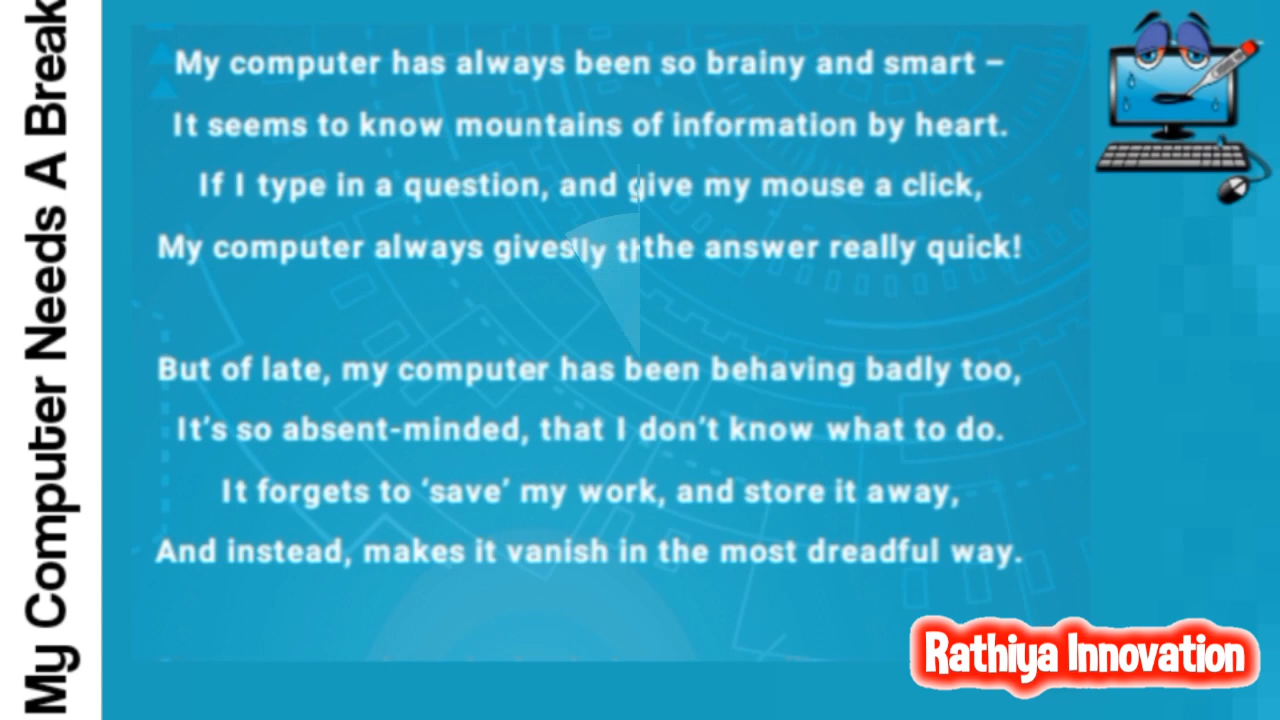 My Computer Needs A Break
My computer has always been so brainy and smart –
It seems to know mountains of information by heart.
If I type in a question, and give my mouse a click,
My computer always gives the answer really quick!
But of late, my computer has been behaving badly too,
It’s so absent-minded, that I don’t know what to do.
It forgets to ‘save’ my work, and store it away,
And instead, makes it vanish in the most dreadful way.
Rathiya Innovation